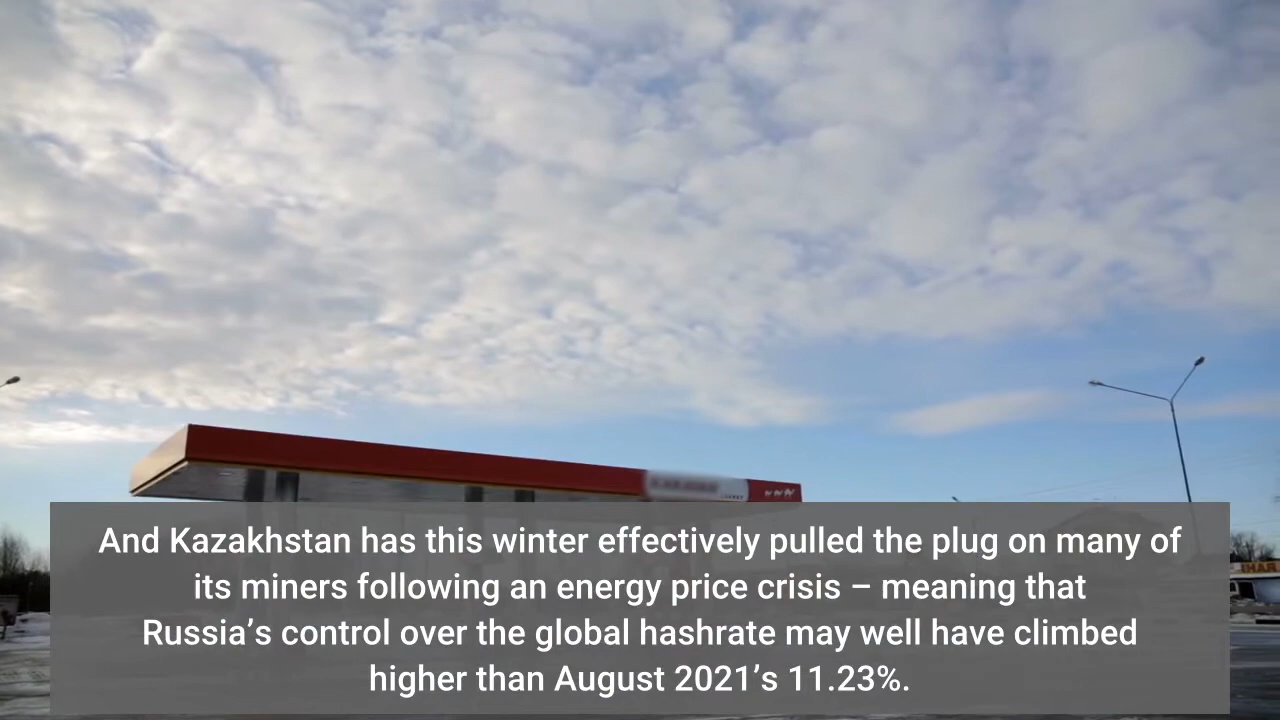 And Kazakhstan has this winter effectively pulled the plug on many of
its miners following an energy price crisis – meaning that
Russia’s control over the global hashrate may well have climbed
higher than August 2021’s 11.23%.